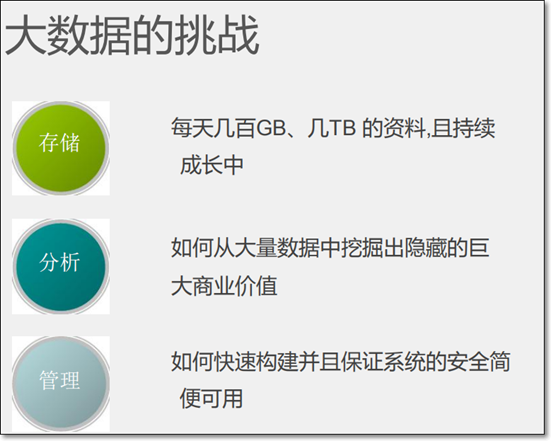 大数据的挑战
存储
每天几百GB、几TB 的资料,且持续
成长中
分析
如何从大量数据中挖掘出隐藏的巨
大商业价值
管理
如何快速构建并且保证系统的安全简
便可用